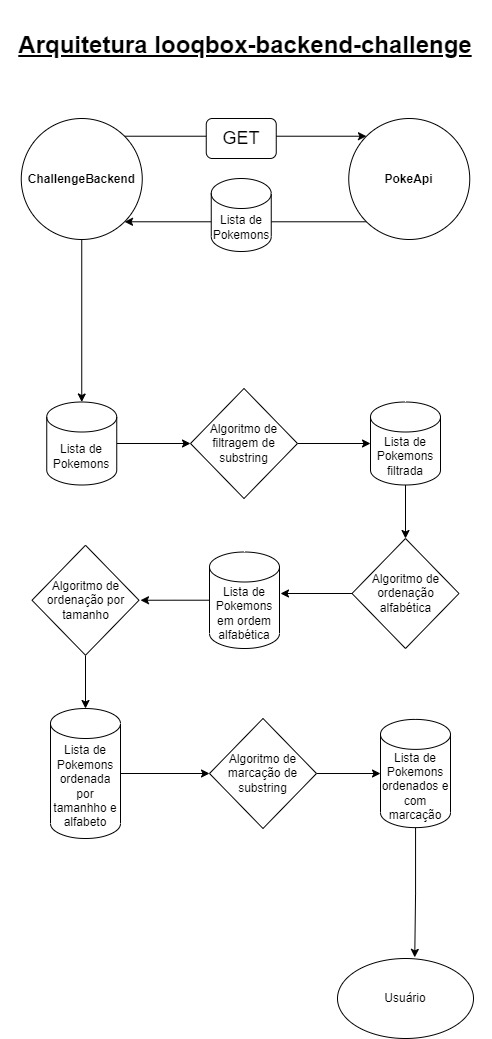 Arquitetura looqbox-backend-challenge
GET
ChallengeBackend
PokeApi
Lista de
Pokemons
Lista de
Pokemons
Algoritmo de
filtragem de
substring
Lista de
Pokemons
filtrada
Algoritmo de
ordenação
alfabética
Lista de
Pokemons
em ordem
alfabética
Algoritmo de
ordenação por
tamanho
Lista de
Pokemons
ordenada
por
tamanhho e
alfabeto
Algoritmo de
marcação de
substring
Lista de
Pokemons
ordenados e
com
marcação
Usuário